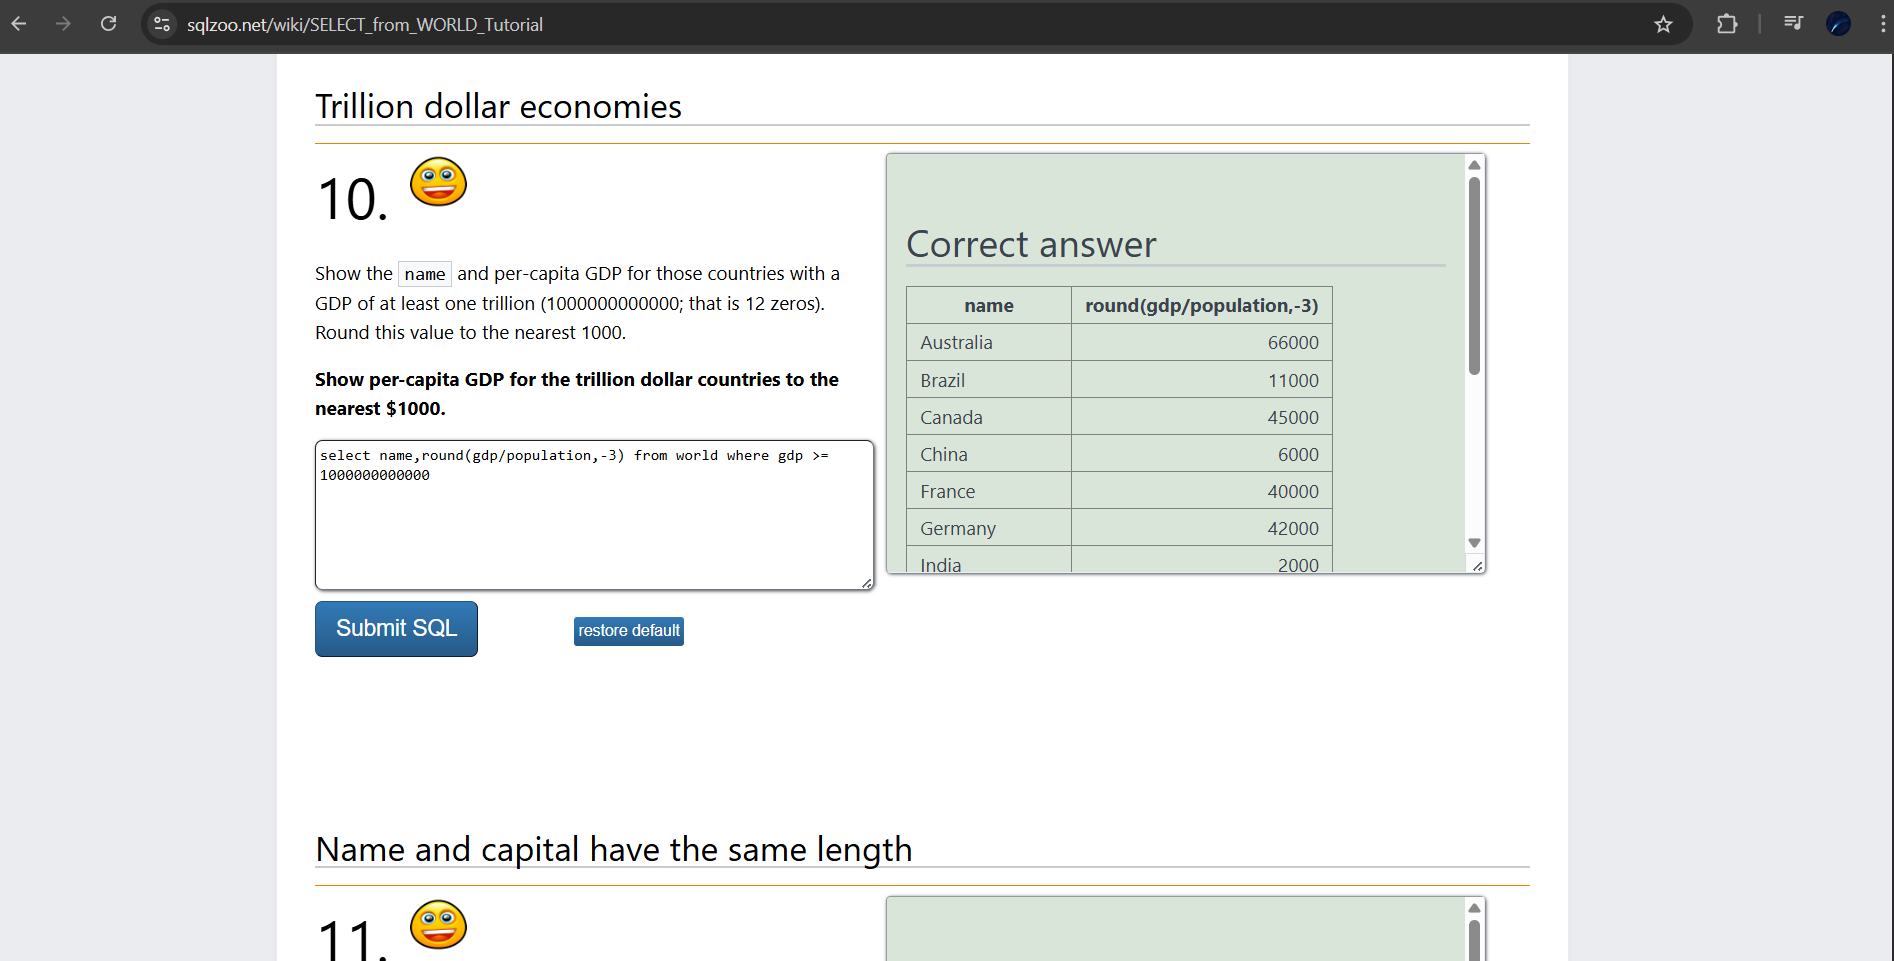 sqlzoo.net/wiki/SELECT_from_WORLD_Tutorial
Trillion dollar economies
10.
Show the name and per-capita GDP for those countries with a
GDP of at least one trillion (1000000000000; that is 12 zeros).
Round this value to the nearest 1000.
Show per-capita GDP for the trillion dollar countries to the
nearest $1000.
select name,round(gdp/population,-3) from world where gdp >=
1000000000000
Submit SQL
restore default
Correct answer
name round(gdp/population,-3)
Australia 66000
Brazil 11000
Canada 45000
China 6000
France 40000
Germany 42000
India 2000
Name and capital have the same length
11.